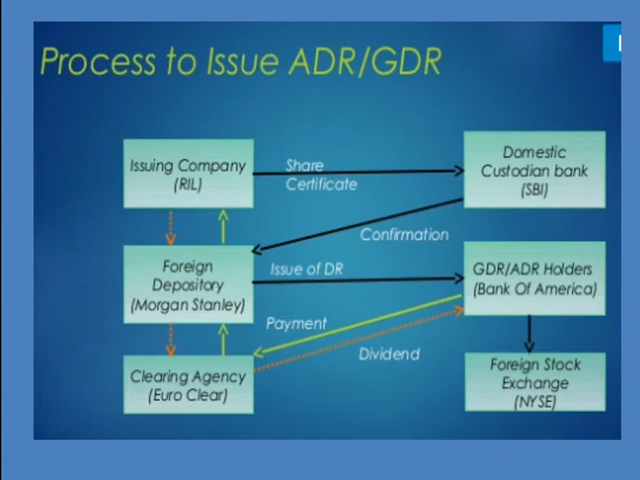 Process to Issue ADR/GDR
Issuing Company
(RIL)
Share
Certificate
Domestic
Custodian bank
(SBI)
Confirmation
Foreign
Depository
(Morgan Stanley)
Issue of DR
GDR/ADR Holders
(Bank Of America)
Payment
Dividend
Clearing Agency
(Euro Clear)
Foreign Stock
Exchange
(NYSE)